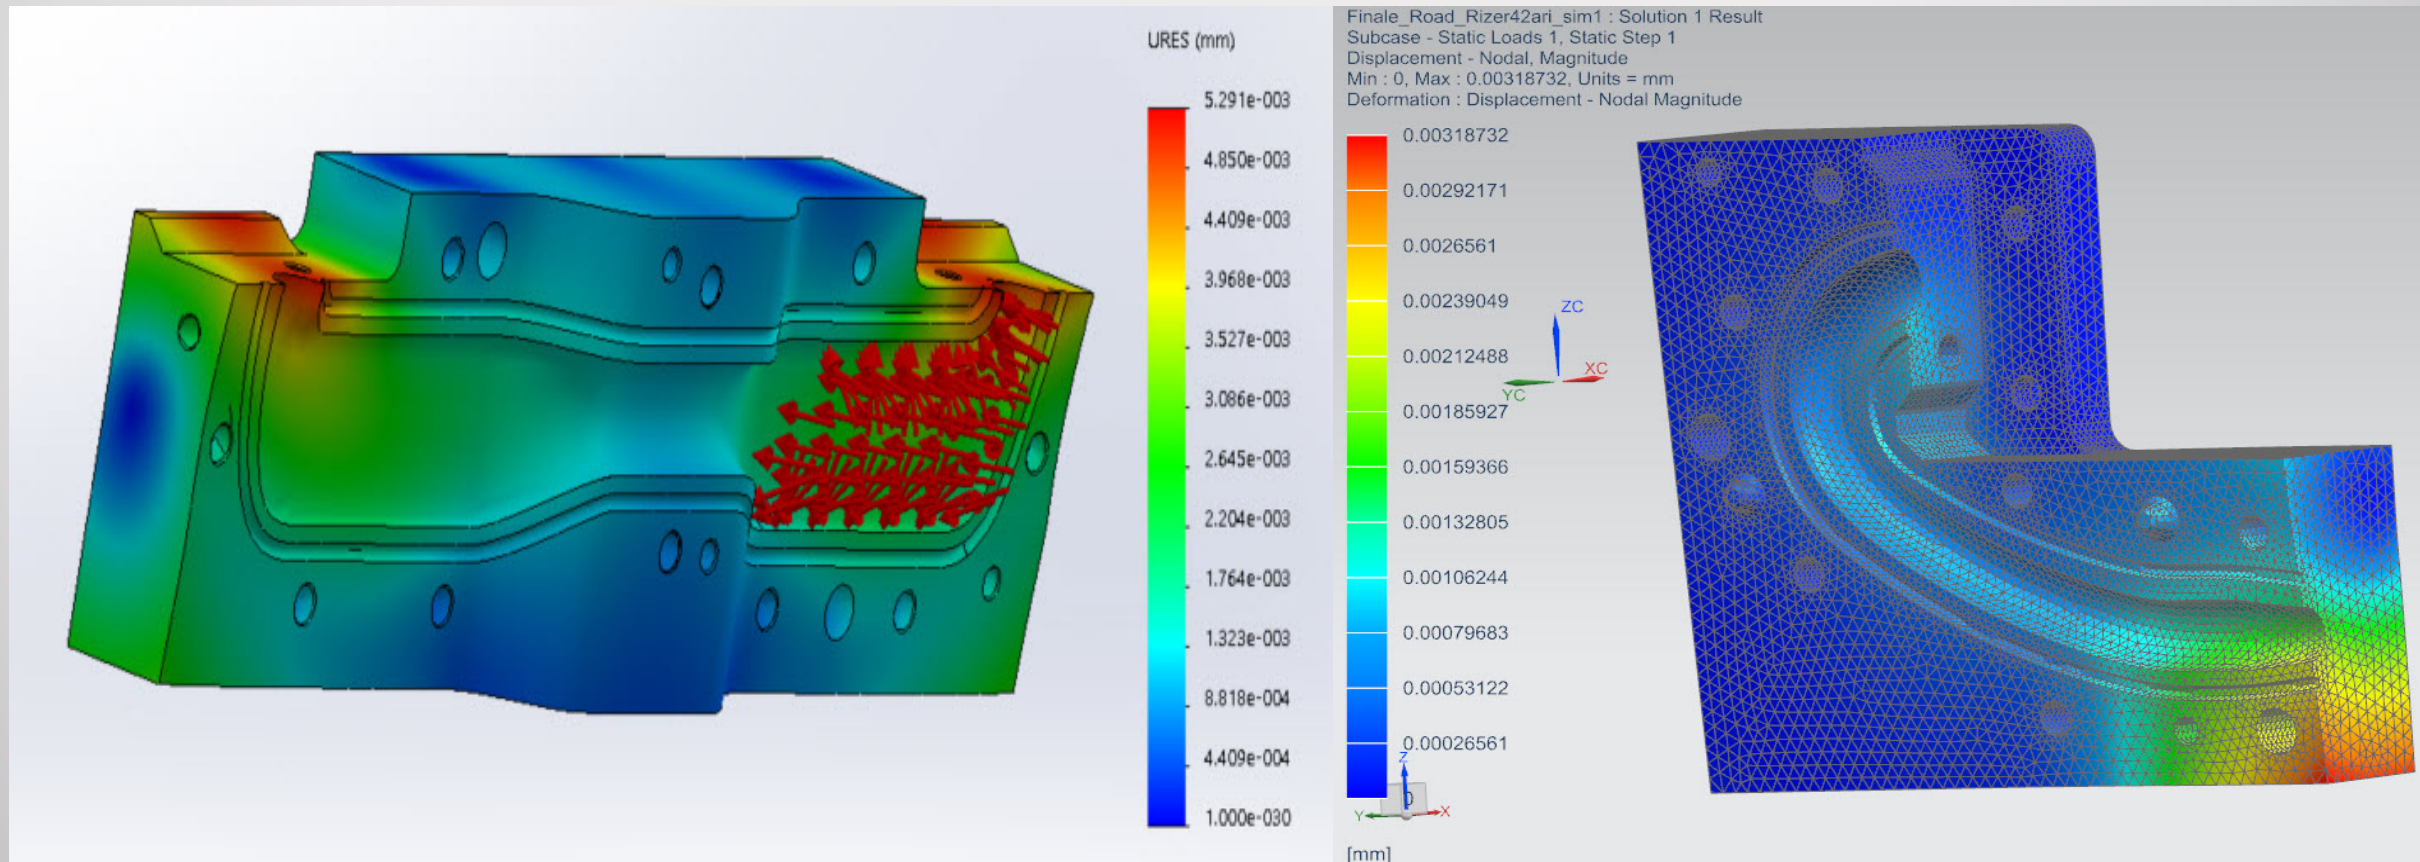 URES (mm)
5.291e-003
4.850e-003
4.409e-003
3.968e-003
3.527e-003
3.086e-003
2.645e-003
2.204e-003
1.764e-003
1.323e-003
8.818e-004
4.409e-004
1.000e-030
Finale_Road_Rizer42ari_sim1 : Solution 1 Result
Subcase - Static Loads 1, Static Step 1
Displacement - Nodal, Magnitude
Min : 0, Max : 0.00318732, Units = mm
Deformation : Displacement - Nodal Magnitude
0.00318732
0.00292171
0.0026561
0.00239049
0.00212488
0.00185927
0.00159366
0.00132805
0.00106244
0.00079683
0.00053122
0.00026561
0
[mm]
ZC
XC
YC
Z
Y
X